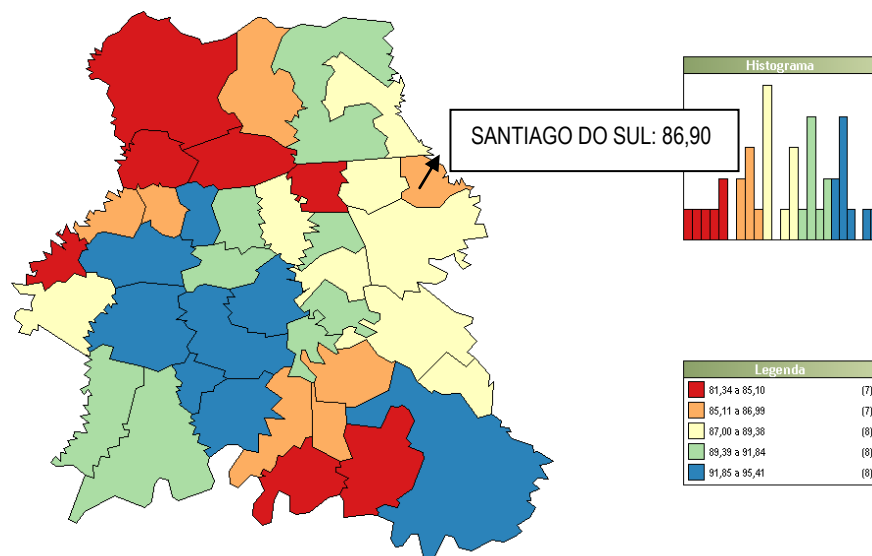 Histograma
SANTIAGO DO SUL: 86,90
Legenda
81,34 a 85,10 (7)
85,11 a 86,99 (7)
87,00 a 89,38 (8)
89,39 a 91,84 (8)
91,85 a 95,41 (8)